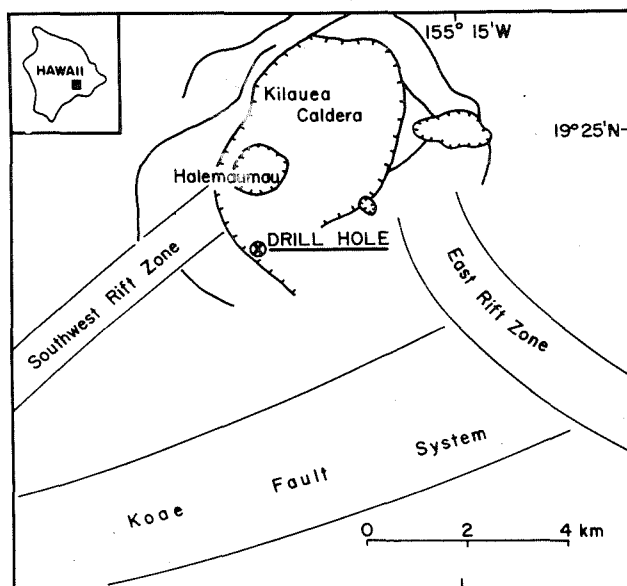 HAWAII
155° 15'W
Kilauea
Caldera
19° 25'N
Halemaumau
DRILL HOLE
Southwest Rift Zone
East Rift Zone
Koae Fault System
0 2 4 km